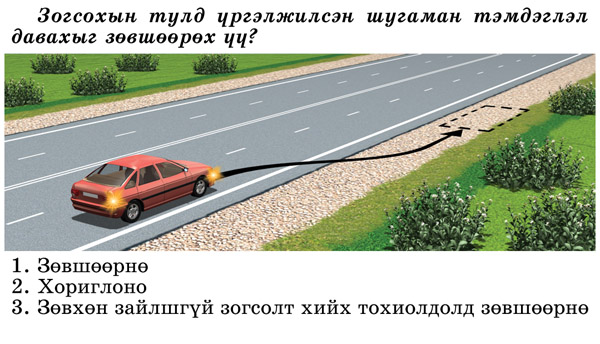 Зогсохын тулд үргэлжилсэн шугаман тэмдэглэл
давахыг зөвшөөрөх үү?
1. Зөвшөөрнө
2. Хориглоно
3. Зөвхөн зайлшгүй зогсолт хийх тохиолдолд зөвшөөрнө